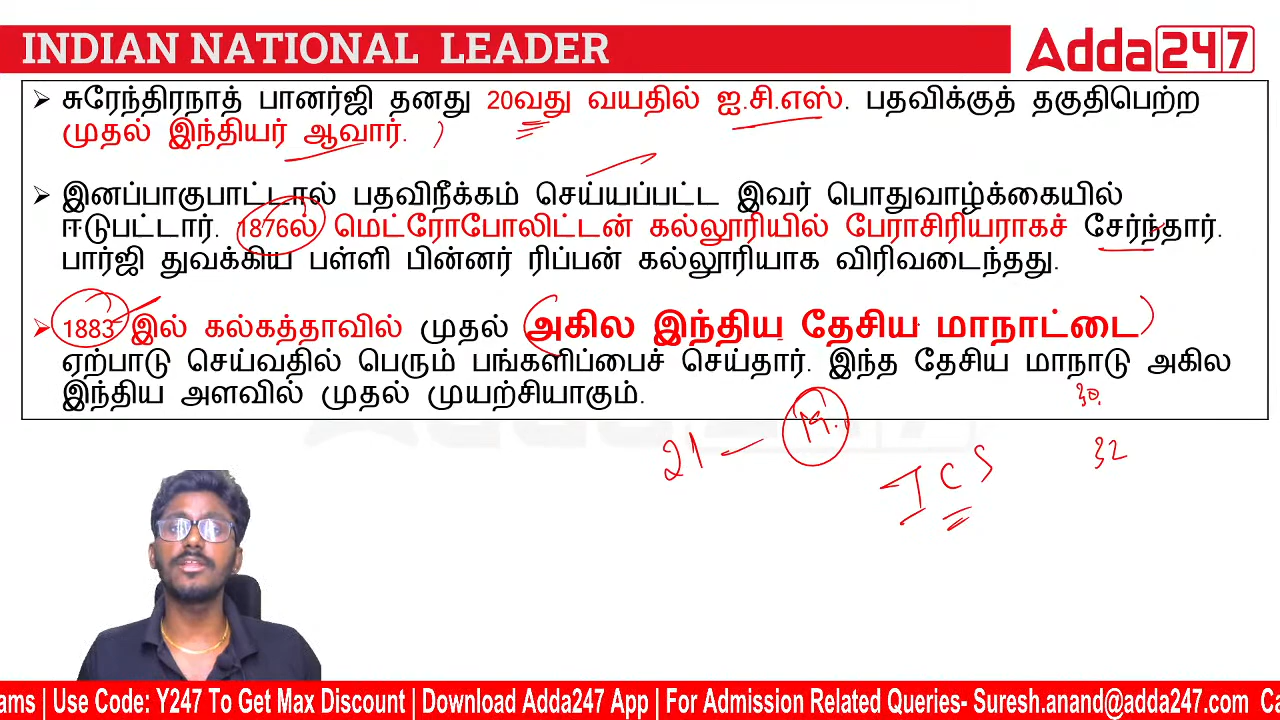 INDIAN NATIONAL LEADER
Adda247
➤ சுரேந்திரநாத் பானர்ஜி தனது 20வது வயதில் ஐ.சி.எஸ். பதவிக்குத் தகுதிபெற்ற
முதல் இந்தியர் ஆவார்.
➤ இனப்பாகுபாட்டால் பதவிநீக்கம் செய்யப்பட்ட இவர் பொதுவாழ்க்கையில்
ஈடுபட்டார். 1876ல் மெட்ரோபோலிட்டன் கல்லூரியில் பேராசிரியராகச் சேர்ந்தார்.
பார்ஜி துவக்கிய பள்ளி பின்னர் ரிப்பன் கல்லூரியாக விரிவடைந்தது.
➤ 1883 இல் கல்கத்தாவில் முதல் அகில இந்திய தேசிய மாநாட்டை
ஏற்பாடு செய்வதில் பெரும் பங்களிப்பைச் செய்தார். இந்த தேசிய மாநாடு அகில
இந்திய அளவில் முதல் முயற்சியாகும்.
30.
21 — 19.
32
ICS
ams | Use Code: Y247 To Get Max Discount | Download Adda247 App | For Admission Related Queries- Suresh.anand@adda247.com Ca